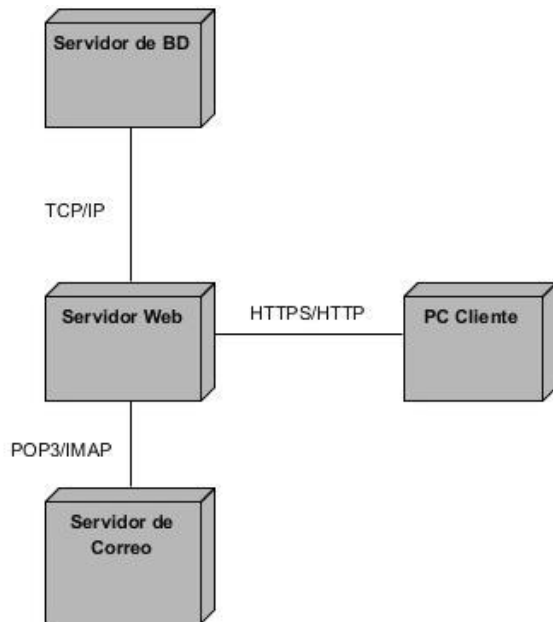 Servidor de BD
TCP/IP
Servidor Web
HTTPS/HTTP
PC Cliente
POP3/IMAP
Servidor de
Correo